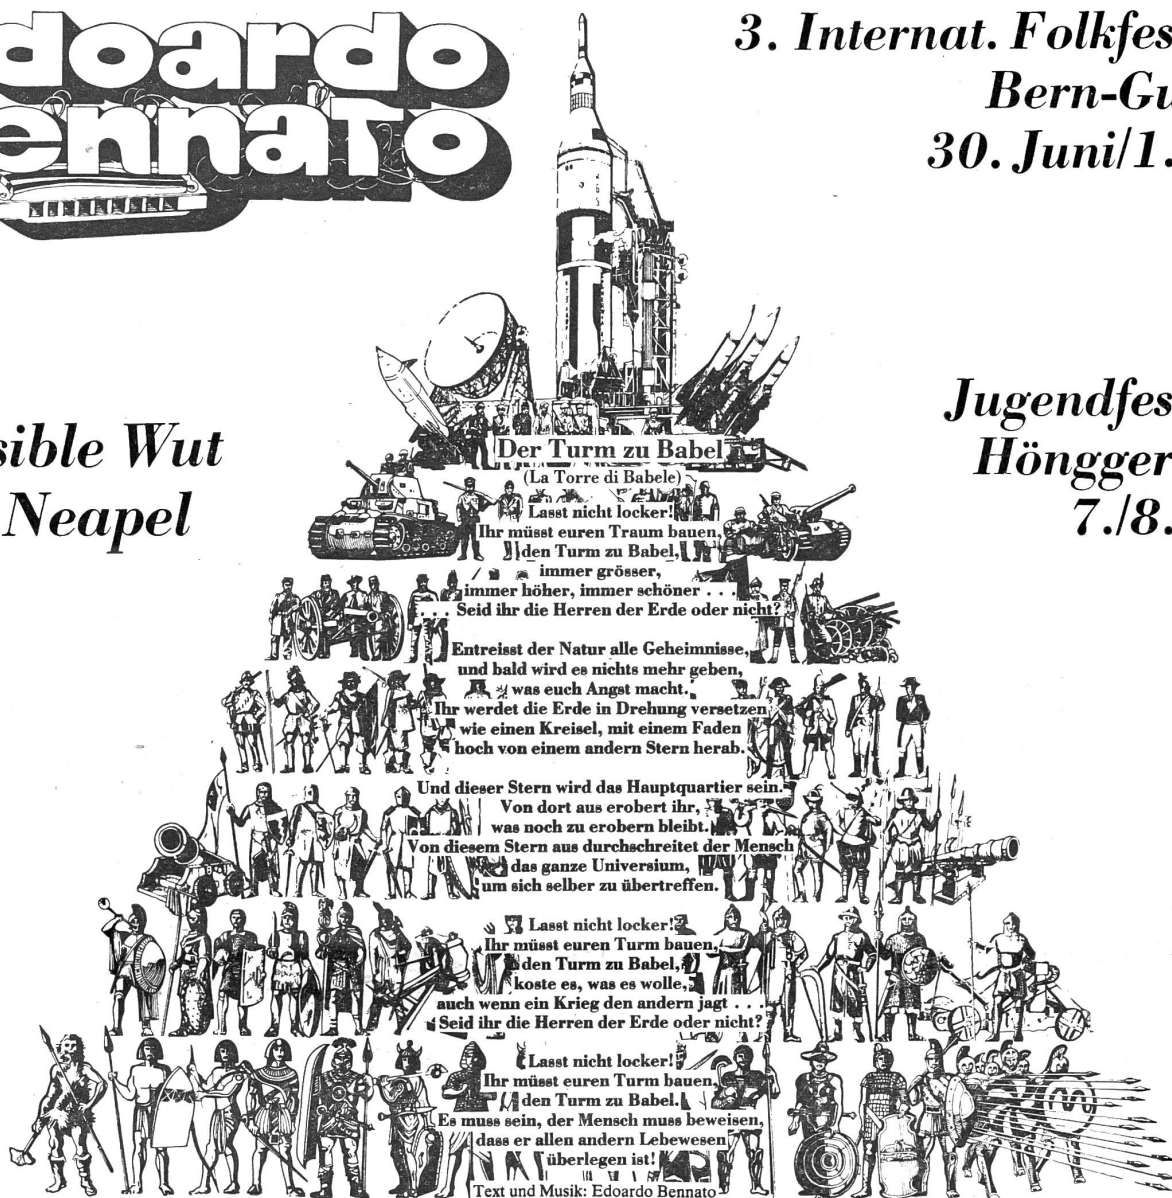 doardo
ennato
3. Internat. Folkfes
Bern-Gu
30. Juni/1.
sible Wut
Neapel
Jugendfes
Höngger
7./8.
Der Turm zu Babel
(La Torre di Babele)
Lasst nicht locker!
Ihr müsst euren Traum bauen,
den Turm zu Babel,
immer grösser,
immer höher, immer schöner . . .
. . . Seid ihr die Herren der Erde oder nicht?
Entreisst der Natur alle Geheimnisse,
und bald wird es nichts mehr geben,
was euch Angst macht.
Ihr werdet die Erde in Drehung versetzen
wie einen Kreisel, mit einem Faden
hoch von einem andern Stern herab.
Und dieser Stern wird das Hauptquartier sein.
Von dort aus erobert ihr,
was noch zu erobern bleibt.
Von diesem Stern aus durchschreitet der Mensch
das ganze Universium,
um sich selber zu übertreffen.
Lasst nicht locker!
Ihr müsst euren Turm bauen,
den Turm zu Babel,
koste es, was es wolle,
auch wenn ein Krieg den andern jagt . . .
Seid ihr die Herren der Erde oder nicht?
Lasst nicht locker!
Ihr müsst euren Turm bauen,
den Turm zu Babel.
Es muss sein, der Mensch muss beweisen,
dass er allen andern Lebewesen
überlegen ist!
Text und Musik: Edoardo Bennato